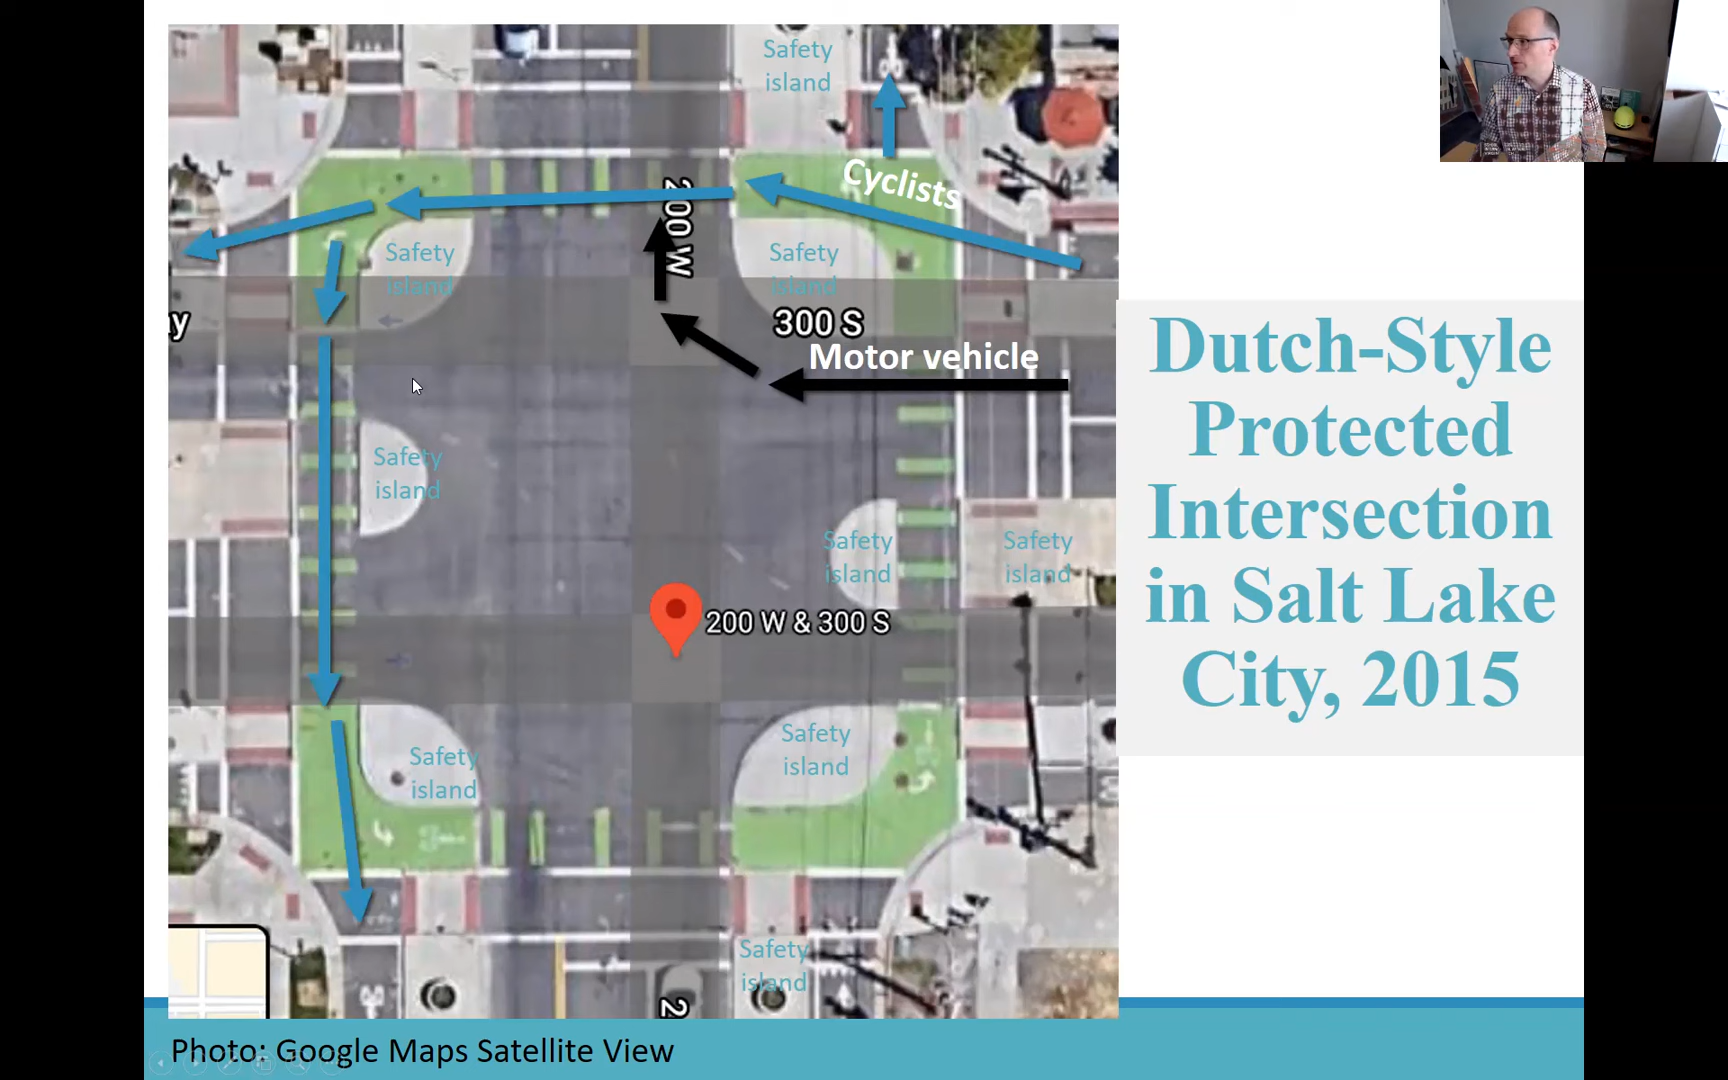 Safety
island
Cyclists
200 W
Safety
island
Safety
island
300 S
Motor vehicle
y
Safety
island
Safety
island
Safety
island
200 W & 300 S
Safety
island
Safety
island
Safety
island
2
Dutch-Style
Protected
Intersection
in Salt Lake
City, 2015
Photo: Google Maps Satellite View